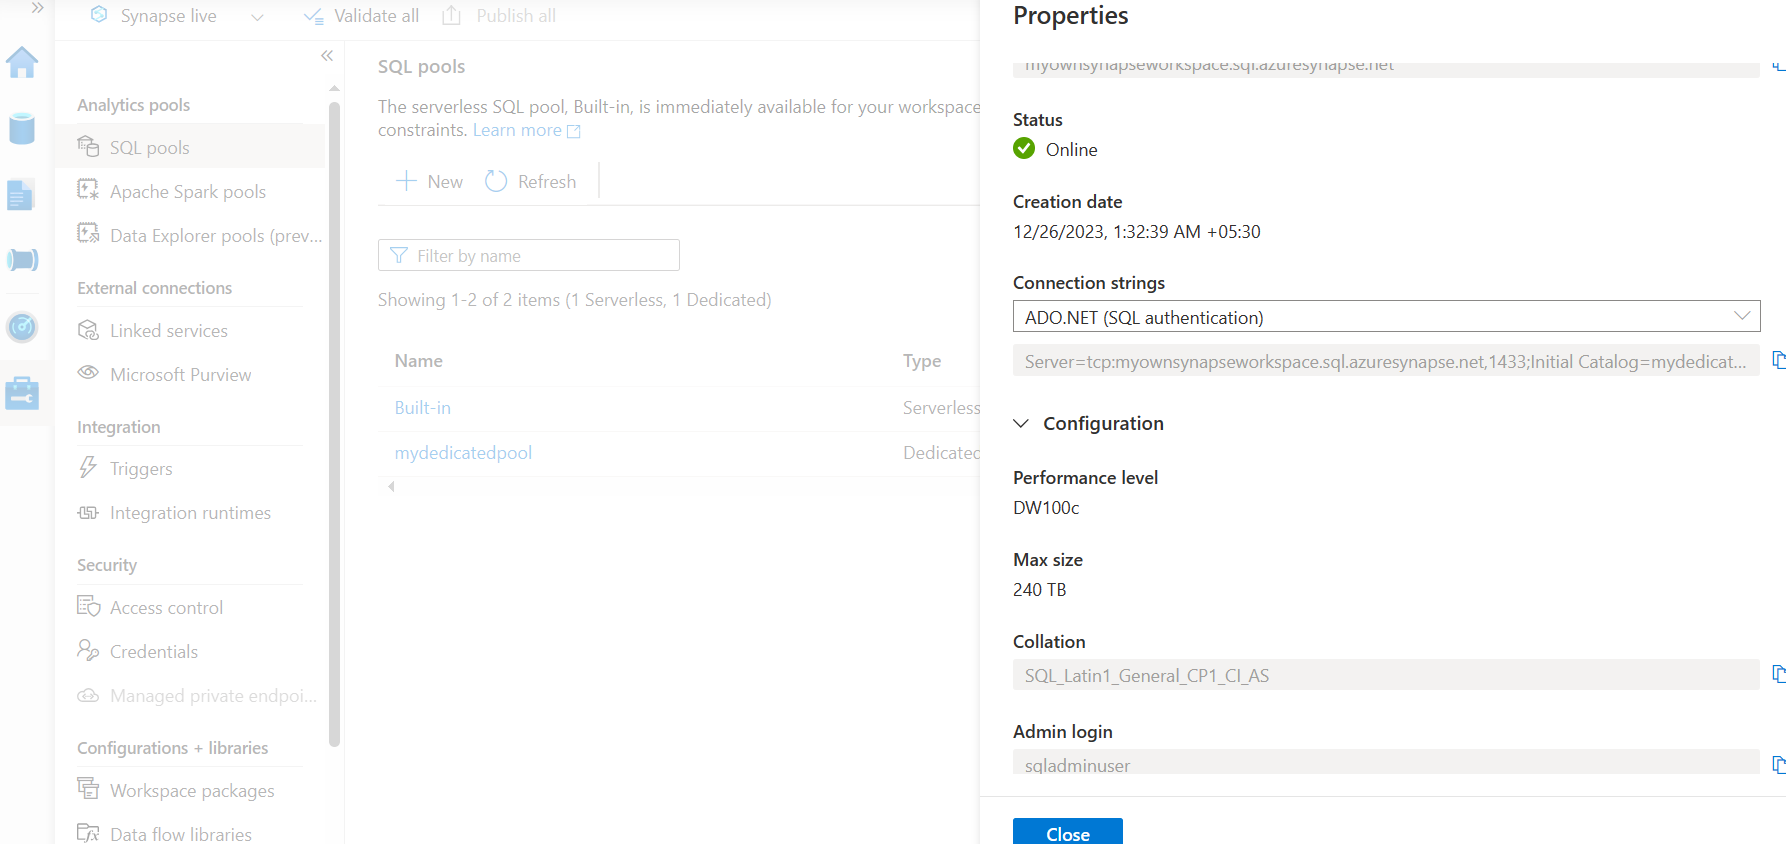 Synapse live
Validate all
Publish all
Analytics pools
SQL pools
Apache Spark pools
Data Explorer pools (prev...
External connections
Linked services
Microsoft Purview
Integration
Triggers
Integration runtimes
Security
Access control
Credentials
Managed private endpoi...
Configurations + libraries
Workspace packages
Data flow libraries
SQL pools
The serverless SQL pool, Built-in, is immediately available for your workspace
constraints. Learn more
New
Refresh
Filter by name
Showing 1-2 of 2 items (1 Serverless, 1 Dedicated)
Name Type
Built-in Serverless
mydedicatedpool Dedicated
Properties
myownsynapseworkspace.sql.azuresynapse.net
Status
Online
Creation date
12/26/2023, 1:32:39 AM +05:30
Connection strings
ADO.NET (SQL authentication)
Server=tcp:myownsynapseworkspace.sql.azuresynapse.net,1433;Initial Catalog=mydedicat...
Configuration
Performance level
DW100c
Max size
240 TB
Collation
SQL_Latin1_General_CP1_CI_AS
Admin login
sqladminuser
Close